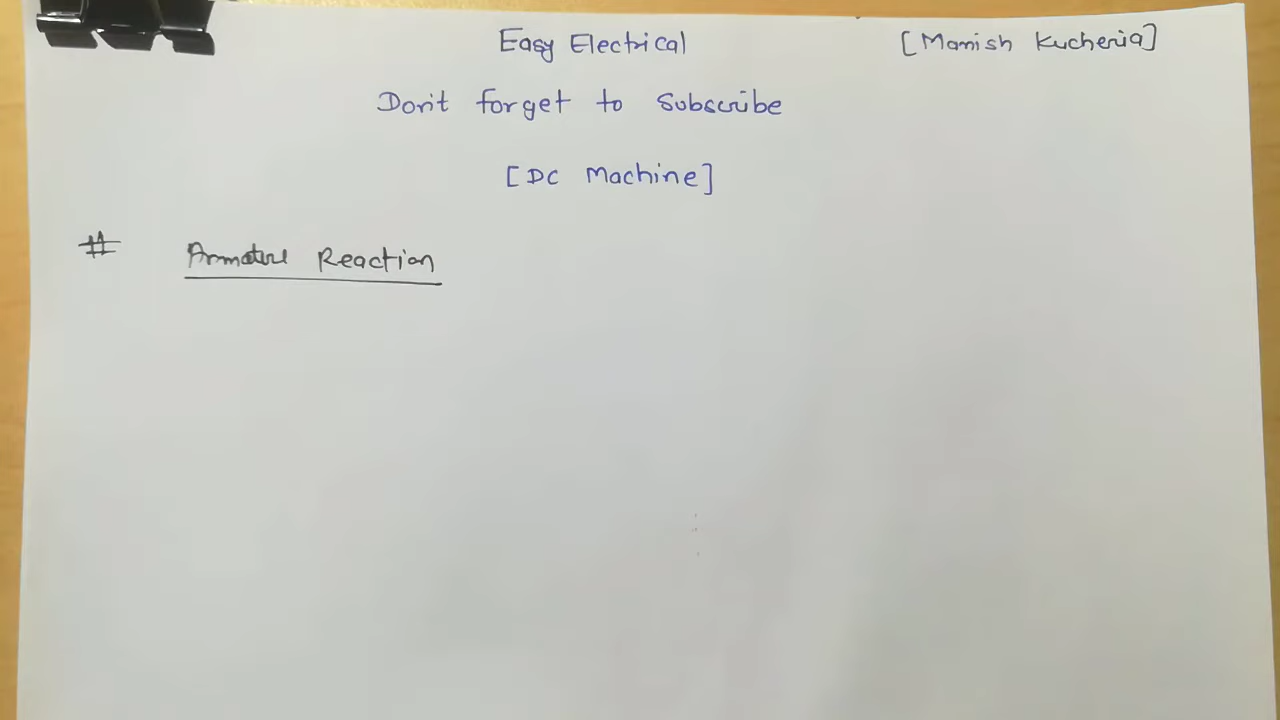 Easy Electrical [Manish Kucheria]
Don't forget to Subscribe
[DC Machine]
# Armature Reaction